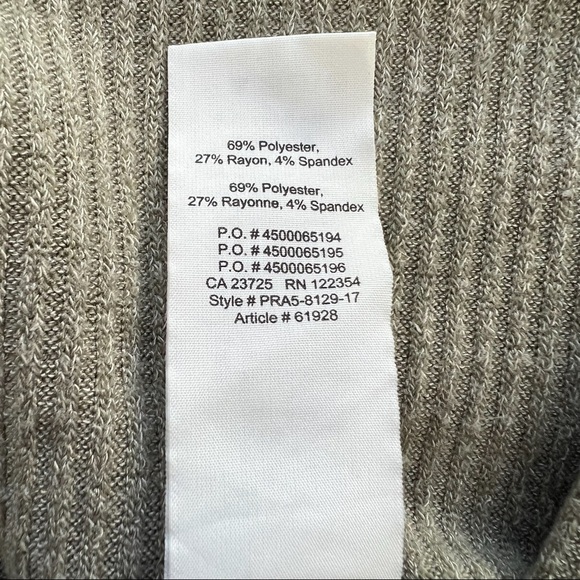 69% Polyester,
27% Rayon, 4% Spandex
69% Polyester,
27% Rayonne, 4% Spandex
P.O. # 4500065194
P.O. # 4500065195
P.O. # 4500065196
CA 23725 RN 122354
Style # PRA5-8129-17
Article # 61928